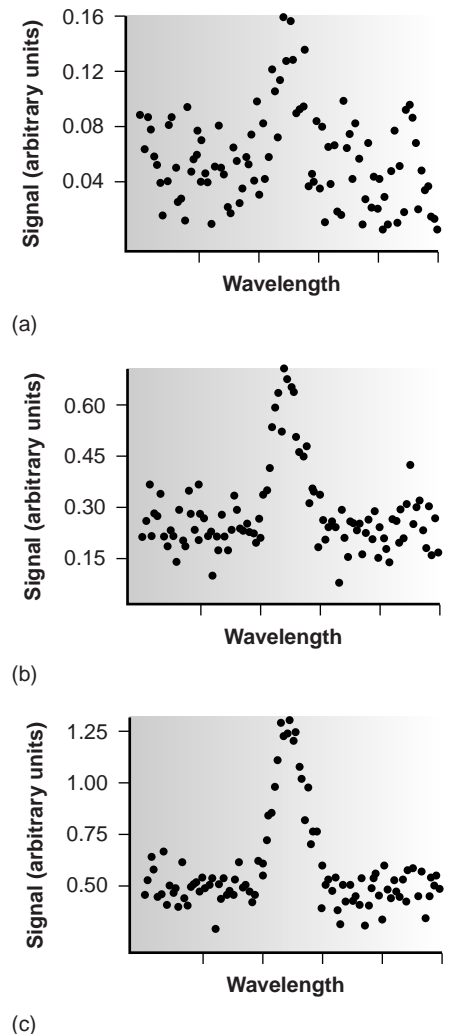 Signal (arbitrary units)
0.16
0.12
0.08
0.04
Wavelength
(a)
Signal (arbitrary units)
0.60
0.45
0.30
0.15
Wavelength
(b)
Signal (arbitrary units)
1.25
1.00
0.75
0.50
Wavelength
(c)